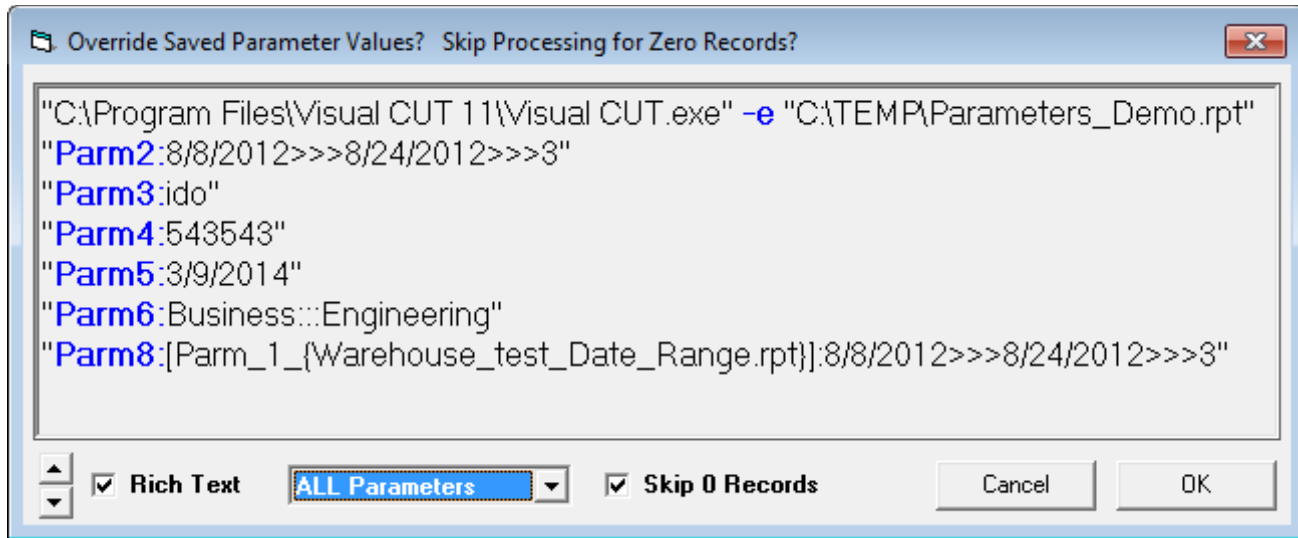 Override Saved Parameter Values?   Skip Processing for Zero Records?
"C:\Program Files\Visual CUT 11\Visual CUT.exe" -e "C:\TEMP\Parameters_Demo.rpt"
"Parm2:8/8/2012>>>8/24/2012>>>3"
"Parm3:ido"
"Parm4:543543"
"Parm5:3/9/2014"
"Parm6:Business:::Engineering"
"Parm8:[Parm_1_{Warehouse_test_Date_Range.rpt}]:8/8/2012>>>8/24/2012>>>3"
Rich Text ALL Parameters Skip 0 Records Cancel OK